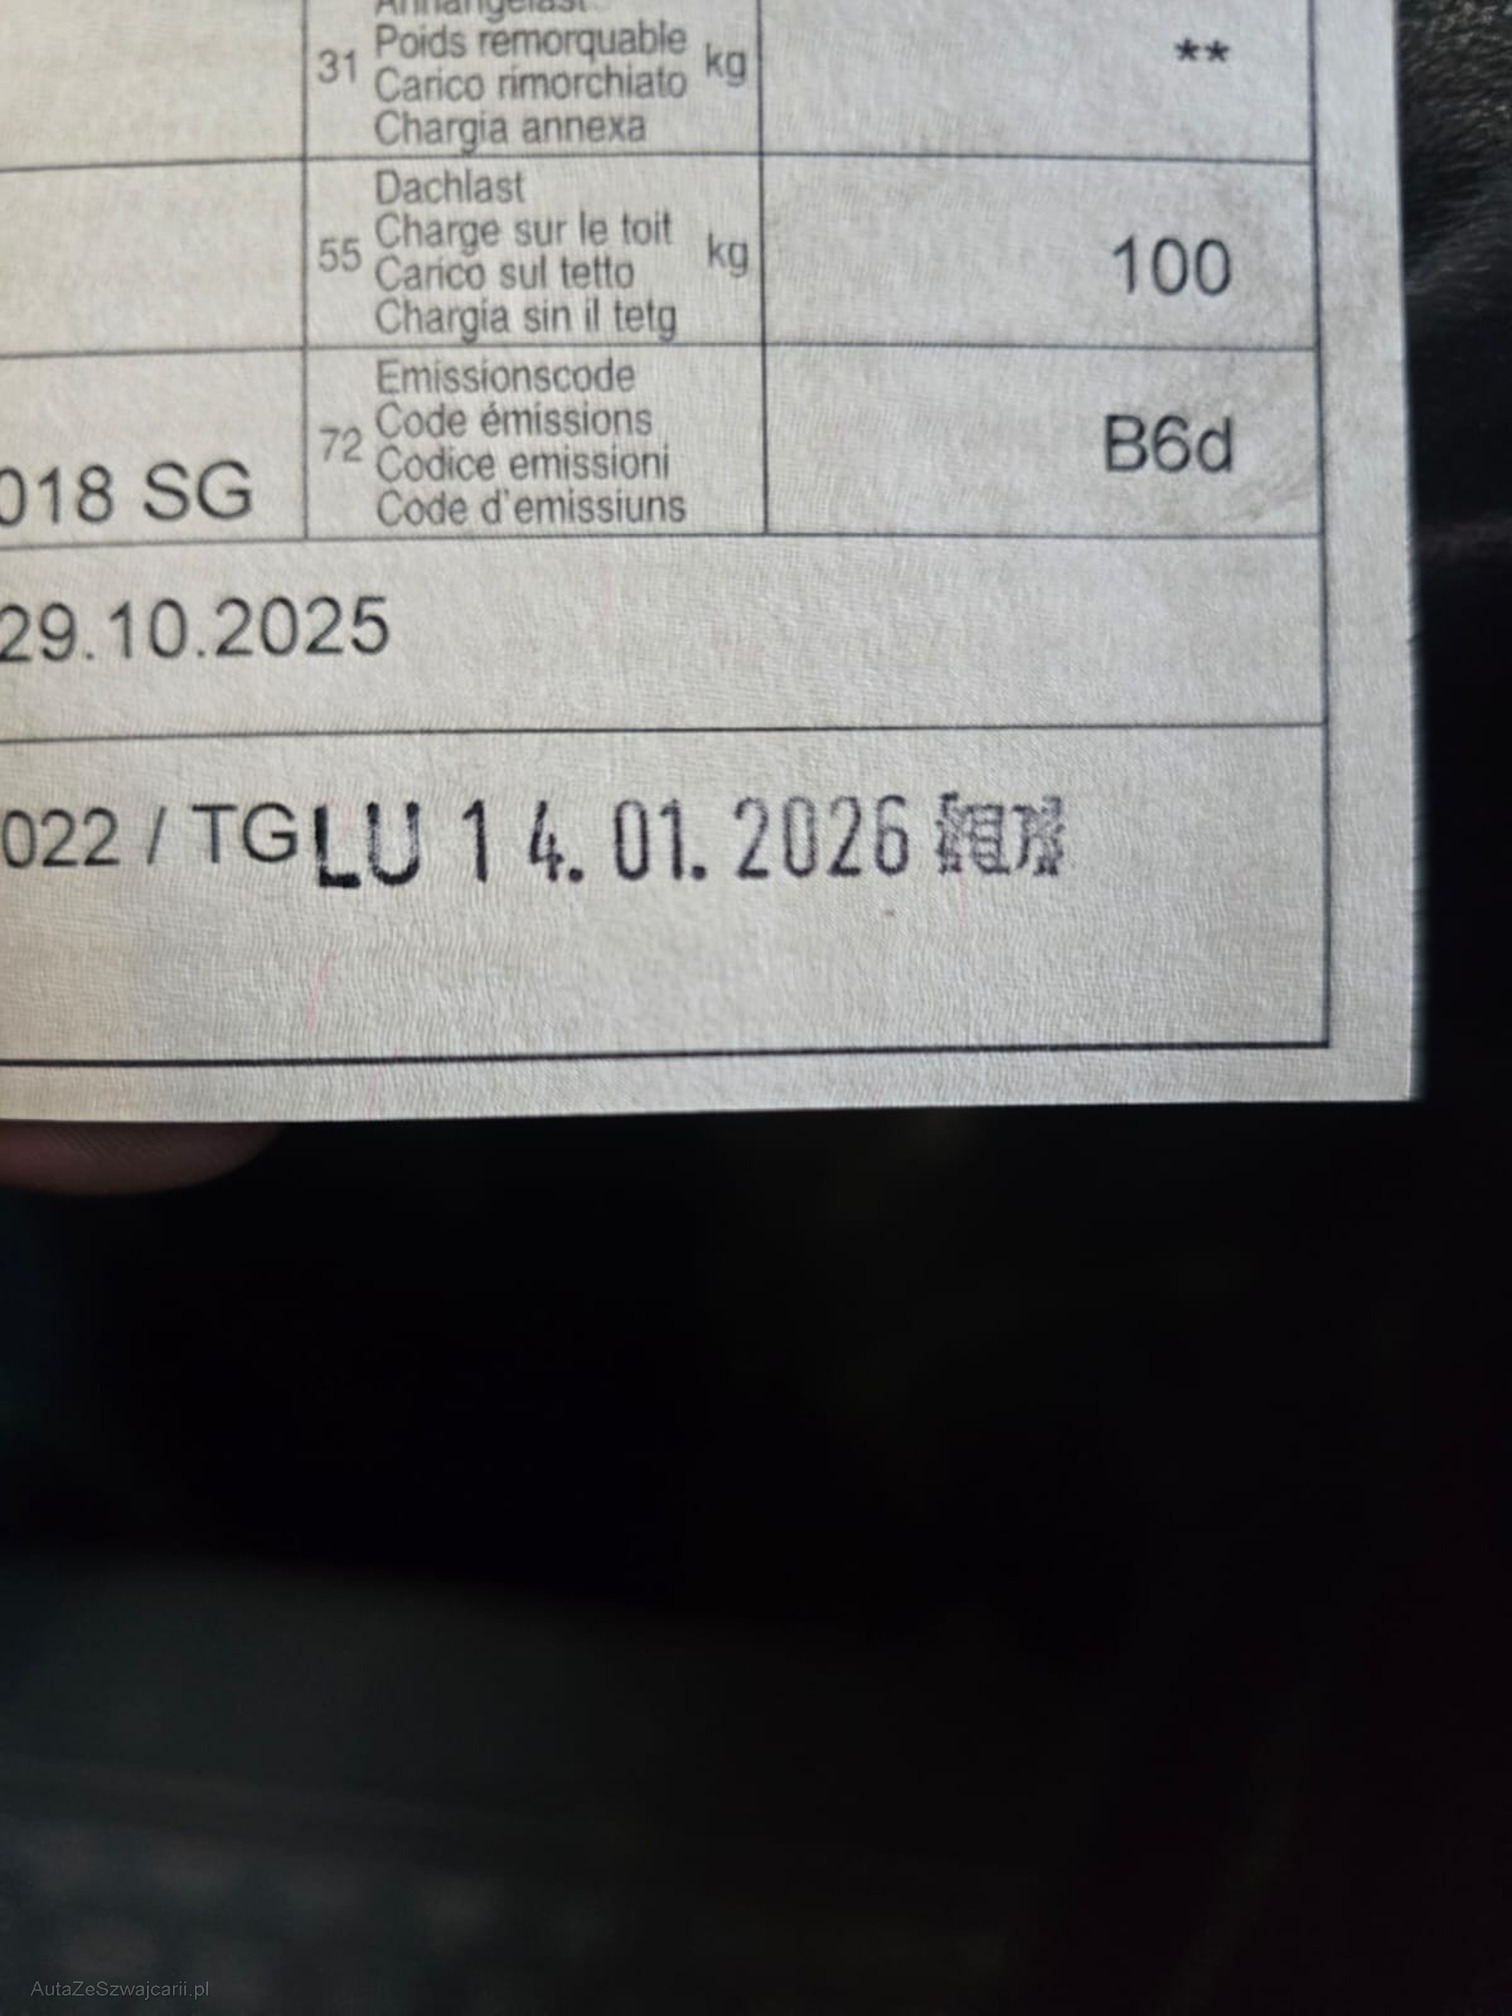 31 Poids remorquable kg **
Carico rimorchiato
Chargia annexa
Dachlast
55 Charge sur le toit kg 100
Carico sul tetto
Chargia sin il tetg
Emissionscode
72 Code émissions B6d
Codice emissioni
Code d'emissiuns
018 SG
29.10.2025
022 / TG LU 14.01.2026
AutaZeSzwajcarii.pl